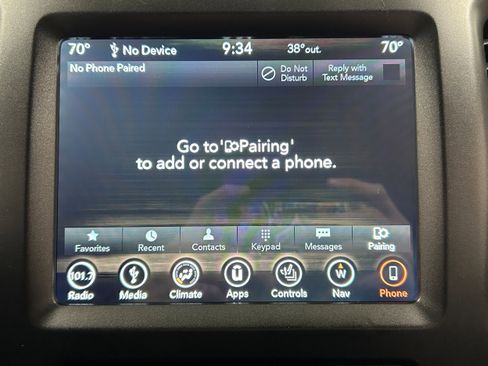 70° No Device 9:34 38°out. 70°
No Phone Paired
Do Not
Disturb
Reply with
Text Message
Go to 'Pairing'
to add or connect a phone.
Favorites Recent Contacts Keypad Messages Pairing
101.7 W
Radio Media Climate Apps Controls Nav Phone